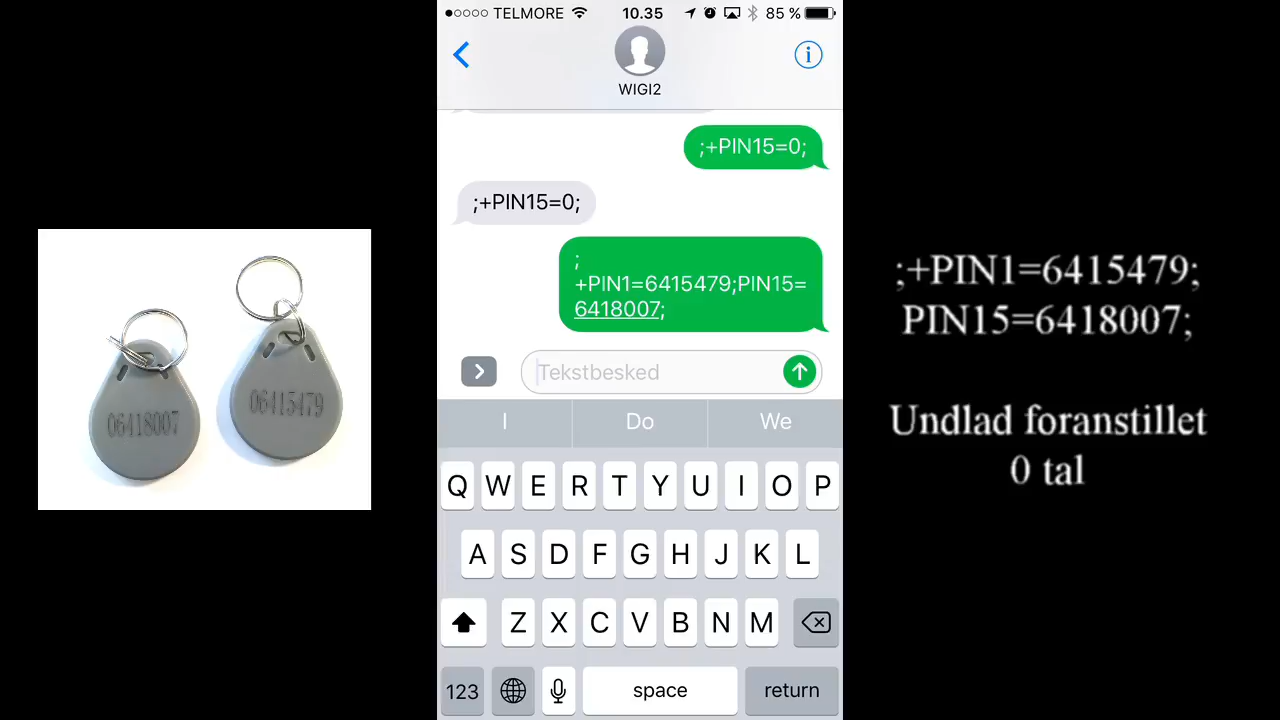 TELMORE
10.35
85 %
WIGI2
;+PIN15=0;
;+PIN15=0;
;
+PIN1=6415479;PIN15=
6418007;
Tekstbesked
I
Do
We
Q W E R T Y U I O P
A S D F G H J K L
Z X C V B N M
123
space
return
06418007
06415479
;+PIN1=6415479;
PIN15=6418007;
Undlad foranstillet
0 tal